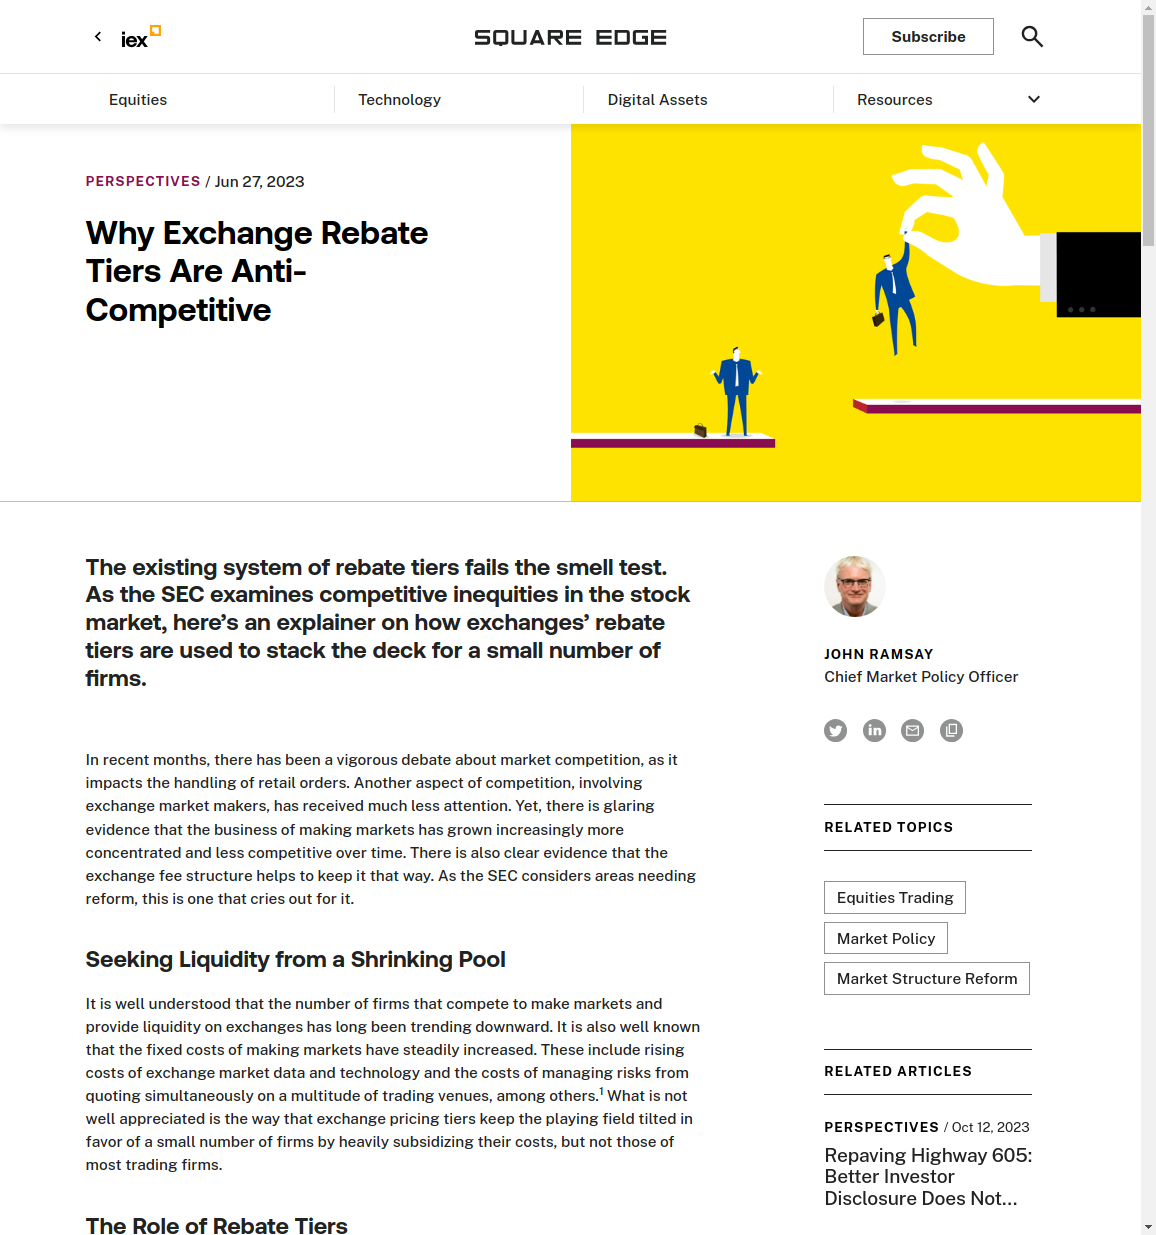 iex
SQUARE EDGE
Subscribe
Equities
Technology
Digital Assets
Resources
PERSPECTIVES / Jun 27, 2023
Why Exchange Rebate
Tiers Are Anti-
Competitive
The existing system of rebate tiers fails the smell test.
As the SEC examines competitive inequities in the stock
market, here’s an explainer on how exchanges’ rebate
tiers are used to stack the deck for a small number of
firms.
In recent months, there has been a vigorous debate about market competition, as it
impacts the handling of retail orders. Another aspect of competition, involving
exchange market makers, has received much less attention. Yet, there is glaring
evidence that the business of making markets has grown increasingly more
concentrated and less competitive over time. There is also clear evidence that the
exchange fee structure helps to keep it that way. As the SEC considers areas needing
reform, this is one that cries out for it.
Seeking Liquidity from a Shrinking Pool
It is well understood that the number of firms that compete to make markets and
provide liquidity on exchanges has long been trending downward. It is also well known
that the fixed costs of making markets have steadily increased. These include rising
costs of exchange market data and technology and the costs of managing risks from
quoting simultaneously on a multitude of trading venues, among others.1 What is not
well appreciated is the way that exchange pricing tiers keep the playing field tilted in
favor of a small number of firms by heavily subsidizing their costs, but not those of
most trading firms.
The Role of Rebate Tiers
JOHN RAMSAY
Chief Market Policy Officer
RELATED TOPICS
Equities Trading
Market Policy
Market Structure Reform
RELATED ARTICLES
PERSPECTIVES / Oct 12, 2023
Repaving Highway 605:
Better Investor
Disclosure Does Not...